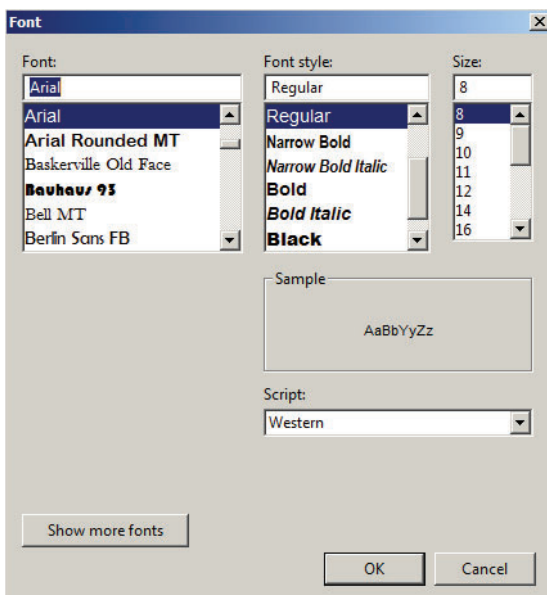 Font
Font:
Arial
Arial
Arial Rounded MT
Baskerville Old Face
Bauhaus 93
Bell MT
Berlin Sans FB
Font style:
Regular
Regular
Narrow Bold
Narrow Bold Italic
Bold
Bold Italic
Black
Size:
8
8
9
10
11
12
14
16
Sample
AaBbYyZz
Script:
Western
Show more fonts
OK
Cancel